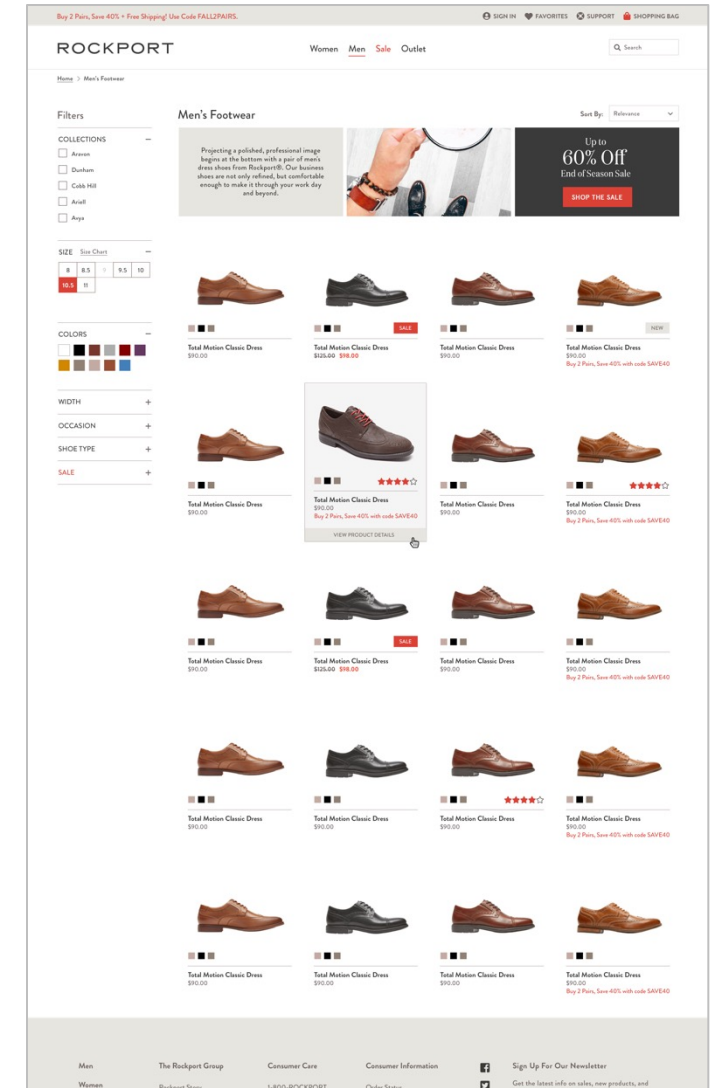 Buy 2 Pairs, Save 40% + Free Shipping! Use Code FALL2PAIRS.
SIGN IN FAVORITES SUPPORT SHOPPING BAG
ROCKPORT
Women Men Sale Outlet
Search
Home > Men's Footwear
Filters
COLLECTIONS −
Aravon
Dunham
Cobb Hill
Ariell
Anya
SIZE Size Chart −
8 8.5 9 9.5 10
10.5 11
COLORS −
WIDTH +
OCCASION +
SHOE TYPE +
SALE +
Men's Footwear
Sort By: Relevance
Projecting a polished, professional image
begins at the bottom with a pair of men's
dress shoes from Rockport®. Our business
shoes are not only refined, but comfortable
enough to make it through your work day
and beyond.
Up to
60% Off
End of Season Sale
SHOP THE SALE
SALE NEW
Total Motion Classic Dress Total Motion Classic Dress Total Motion Classic Dress Total Motion Classic Dress
$90.00 $125.00 $98.00 $90.00 $90.00
Buy 2 Pairs, Save 40% with code SAVE40
Total Motion Classic Dress Total Motion Classic Dress Total Motion Classic Dress Total Motion Classic Dress
$90.00 $90.00 $90.00 $90.00
Buy 2 Pairs, Save 40% with code SAVE40 Buy 2 Pairs, Save 40% with code SAVE40
VIEW PRODUCT DETAILS
SALE
Total Motion Classic Dress Total Motion Classic Dress Total Motion Classic Dress Total Motion Classic Dress
$90.00 $125.00 $98.00 $90.00 $90.00
Buy 2 Pairs, Save 40% with code SAVE40
Total Motion Classic Dress Total Motion Classic Dress Total Motion Classic Dress Total Motion Classic Dress
$90.00 $90.00 $90.00 $90.00
Buy 2 Pairs, Save 40% with code SAVE40
Total Motion Classic Dress Total Motion Classic Dress Total Motion Classic Dress Total Motion Classic Dress
$90.00 $90.00 $90.00 $90.00
Buy 2 Pairs, Save 40% with code SAVE40
Men The Rockport Group Consumer Care Consumer Information Sign Up For Our Newsletter
Women Rockport Stores 1-800-ROCKPORT Order Status Get the latest info on sales, new products, and